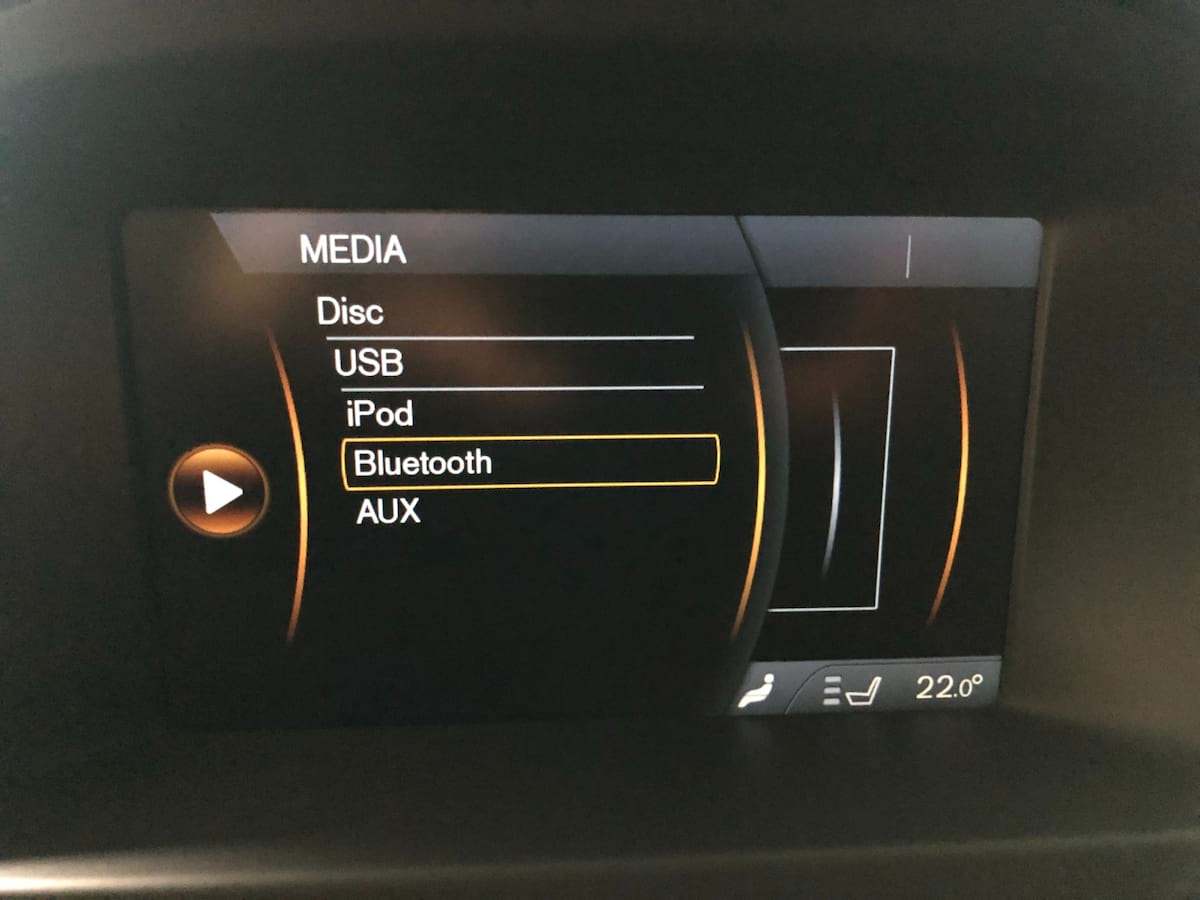 MEDIA
Disc
USB
iPod
Bluetooth
AUX
22.0°